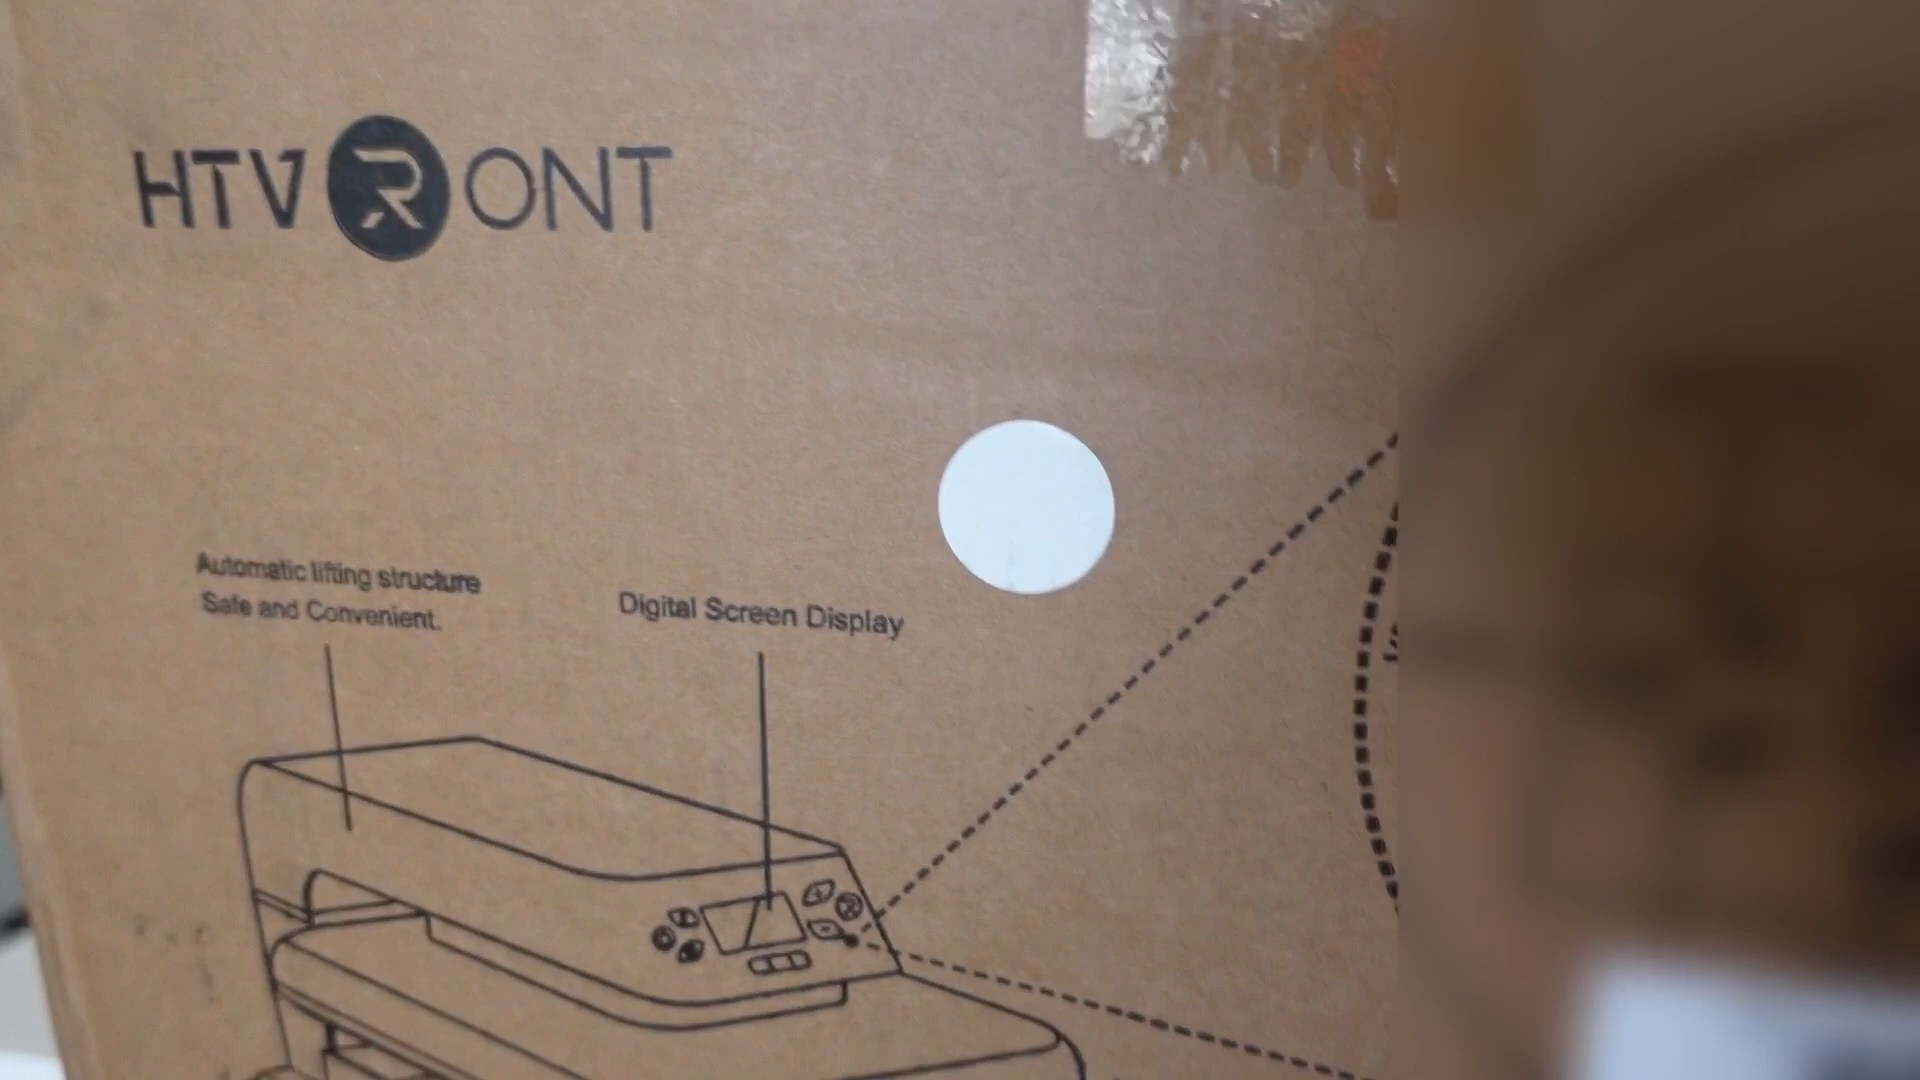 HTVRONT
Automatic lifting structure
Safe and Convenient.
Digital Screen Display